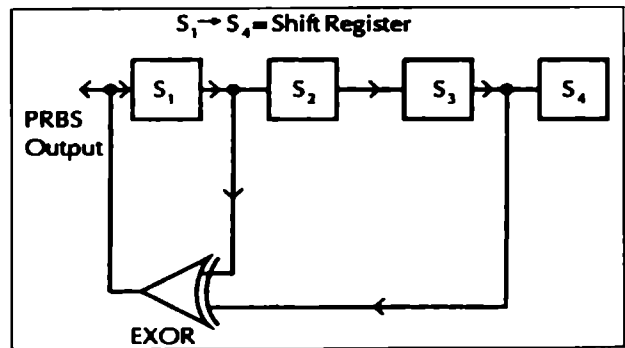 S₁→S₄ = Shift Register
S₁
S₂
S₃
S₄
PRBS
Output
EXOR